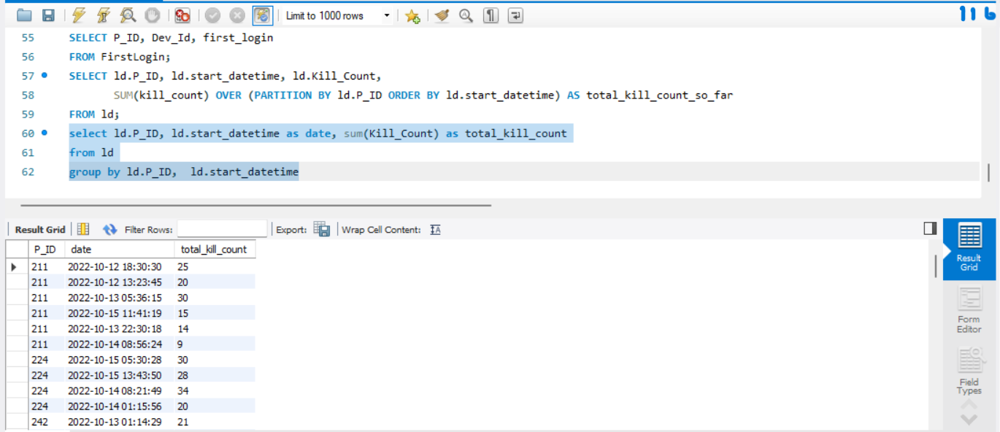 Limit to 1000 rows
55 SELECT P_ID, Dev_Id, first_login
56 FROM FirstLogin;
57 SELECT ld.P_ID, ld.start_datetime, ld.Kill_Count,
58 SUM(kill_count) OVER (PARTITION BY ld.P_ID ORDER BY ld.start_datetime) AS total_kill_count_so_far
59 FROM ld;
60 select ld.P_ID, ld.start_datetime as date, sum(Kill_Count) as total_kill_count
61 from ld
62 group by ld.P_ID,  ld.start_datetime
Result Grid Filter Rows: Export: Wrap Cell Content:
P_ID date total_kill_count
211 2022-10-12 18:30:30 25
211 2022-10-12 13:23:45 20
211 2022-10-13 05:36:15 30
211 2022-10-15 11:41:19 15
211 2022-10-13 22:30:18 14
211 2022-10-14 08:56:24 9
224 2022-10-15 05:30:28 30
224 2022-10-15 13:43:50 28
224 2022-10-14 08:21:49 34
224 2022-10-14 01:15:56 20
242 2022-10-13 01:14:29 21
Result
Grid
Form
Editor
Field
Types